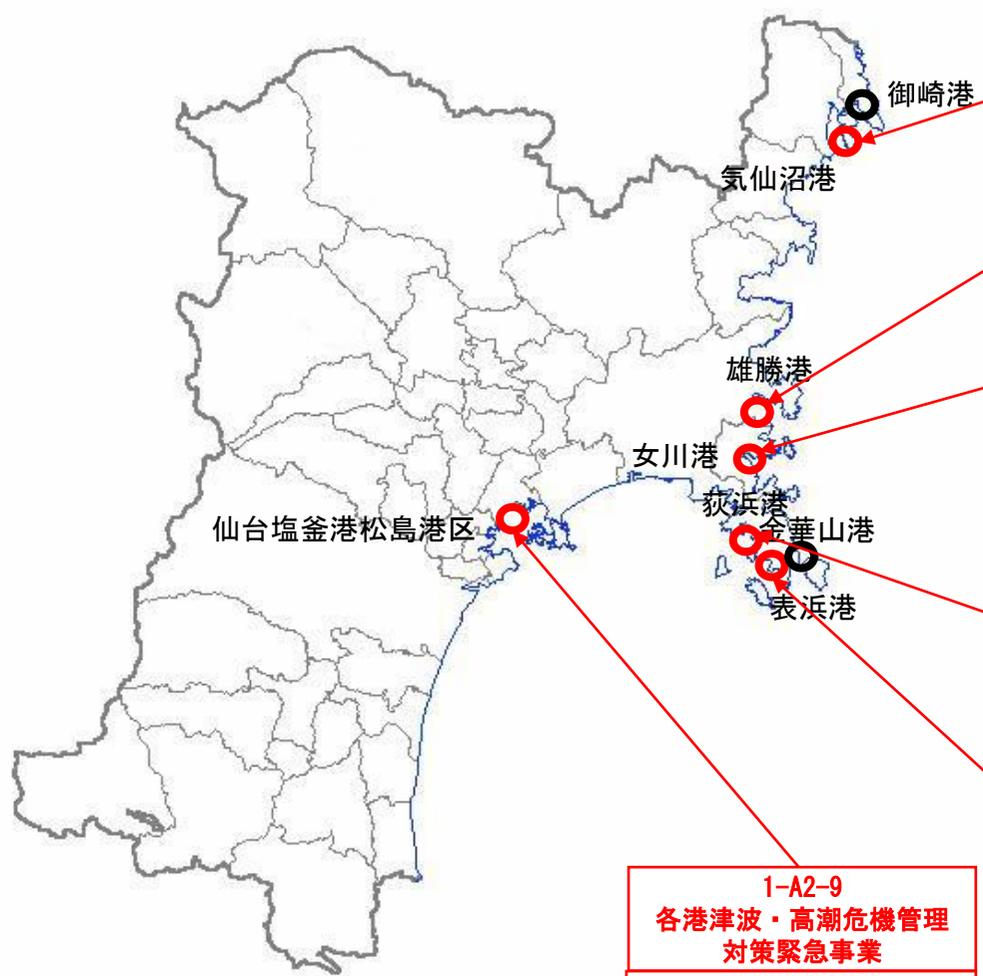 御崎港
気仙沼港
雄勝港
女川港
荻浜港
仙台塩釜港松島港区
金華山港
表浜港
1-A2-9
各港津波・高潮危機管理
対策緊急事業